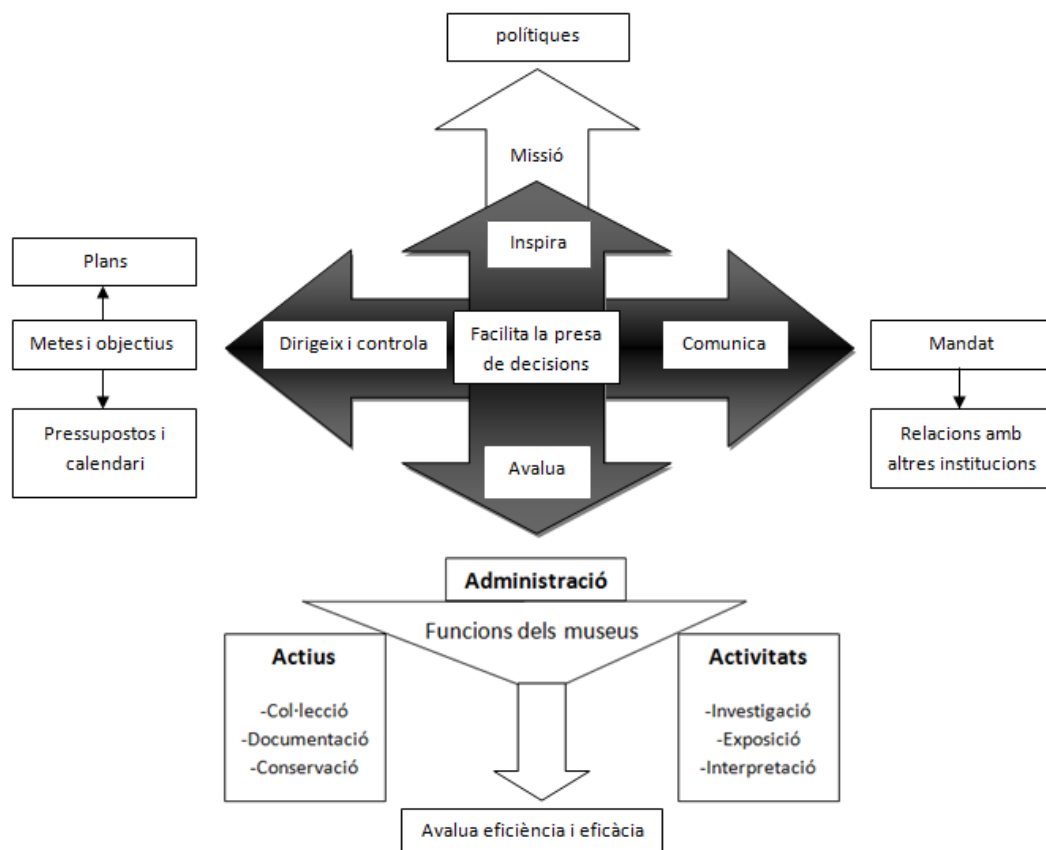 polítiques
Missió
Inspira
Plans
Metes i objectius
Pressupostos i
calendari
Dirigeix i controla
Facilita la presa
de decisions
Comunica
Mandat
Relacions amb
altres institucions
Avalua
Administració
Funcions dels museus
Actius
-Col·lecció
-Documentació
-Conservació
Activitats
-Investigació
-Exposició
-Interpretació
Avalua eficiència i eficàcia